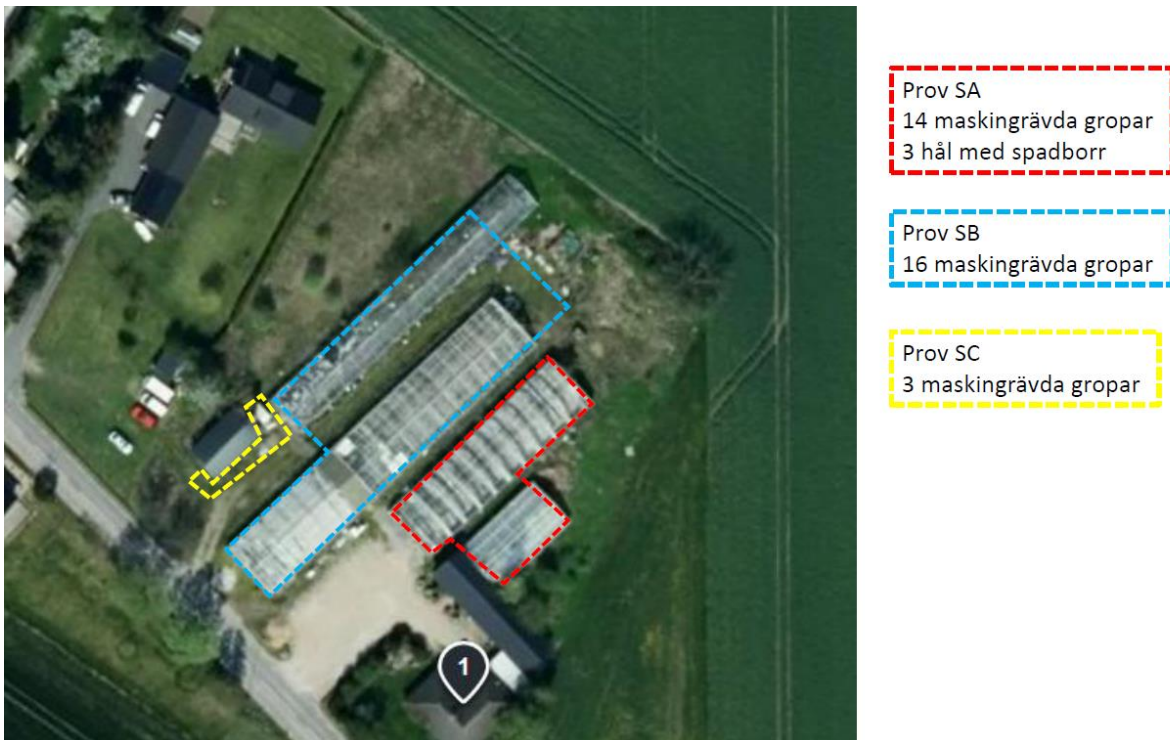 Prov SA
14 maskingrävda gropar
3 hål med spadborr
Prov SB
16 maskingrävda gropar
Prov SC
3 maskingrävda gropar
1